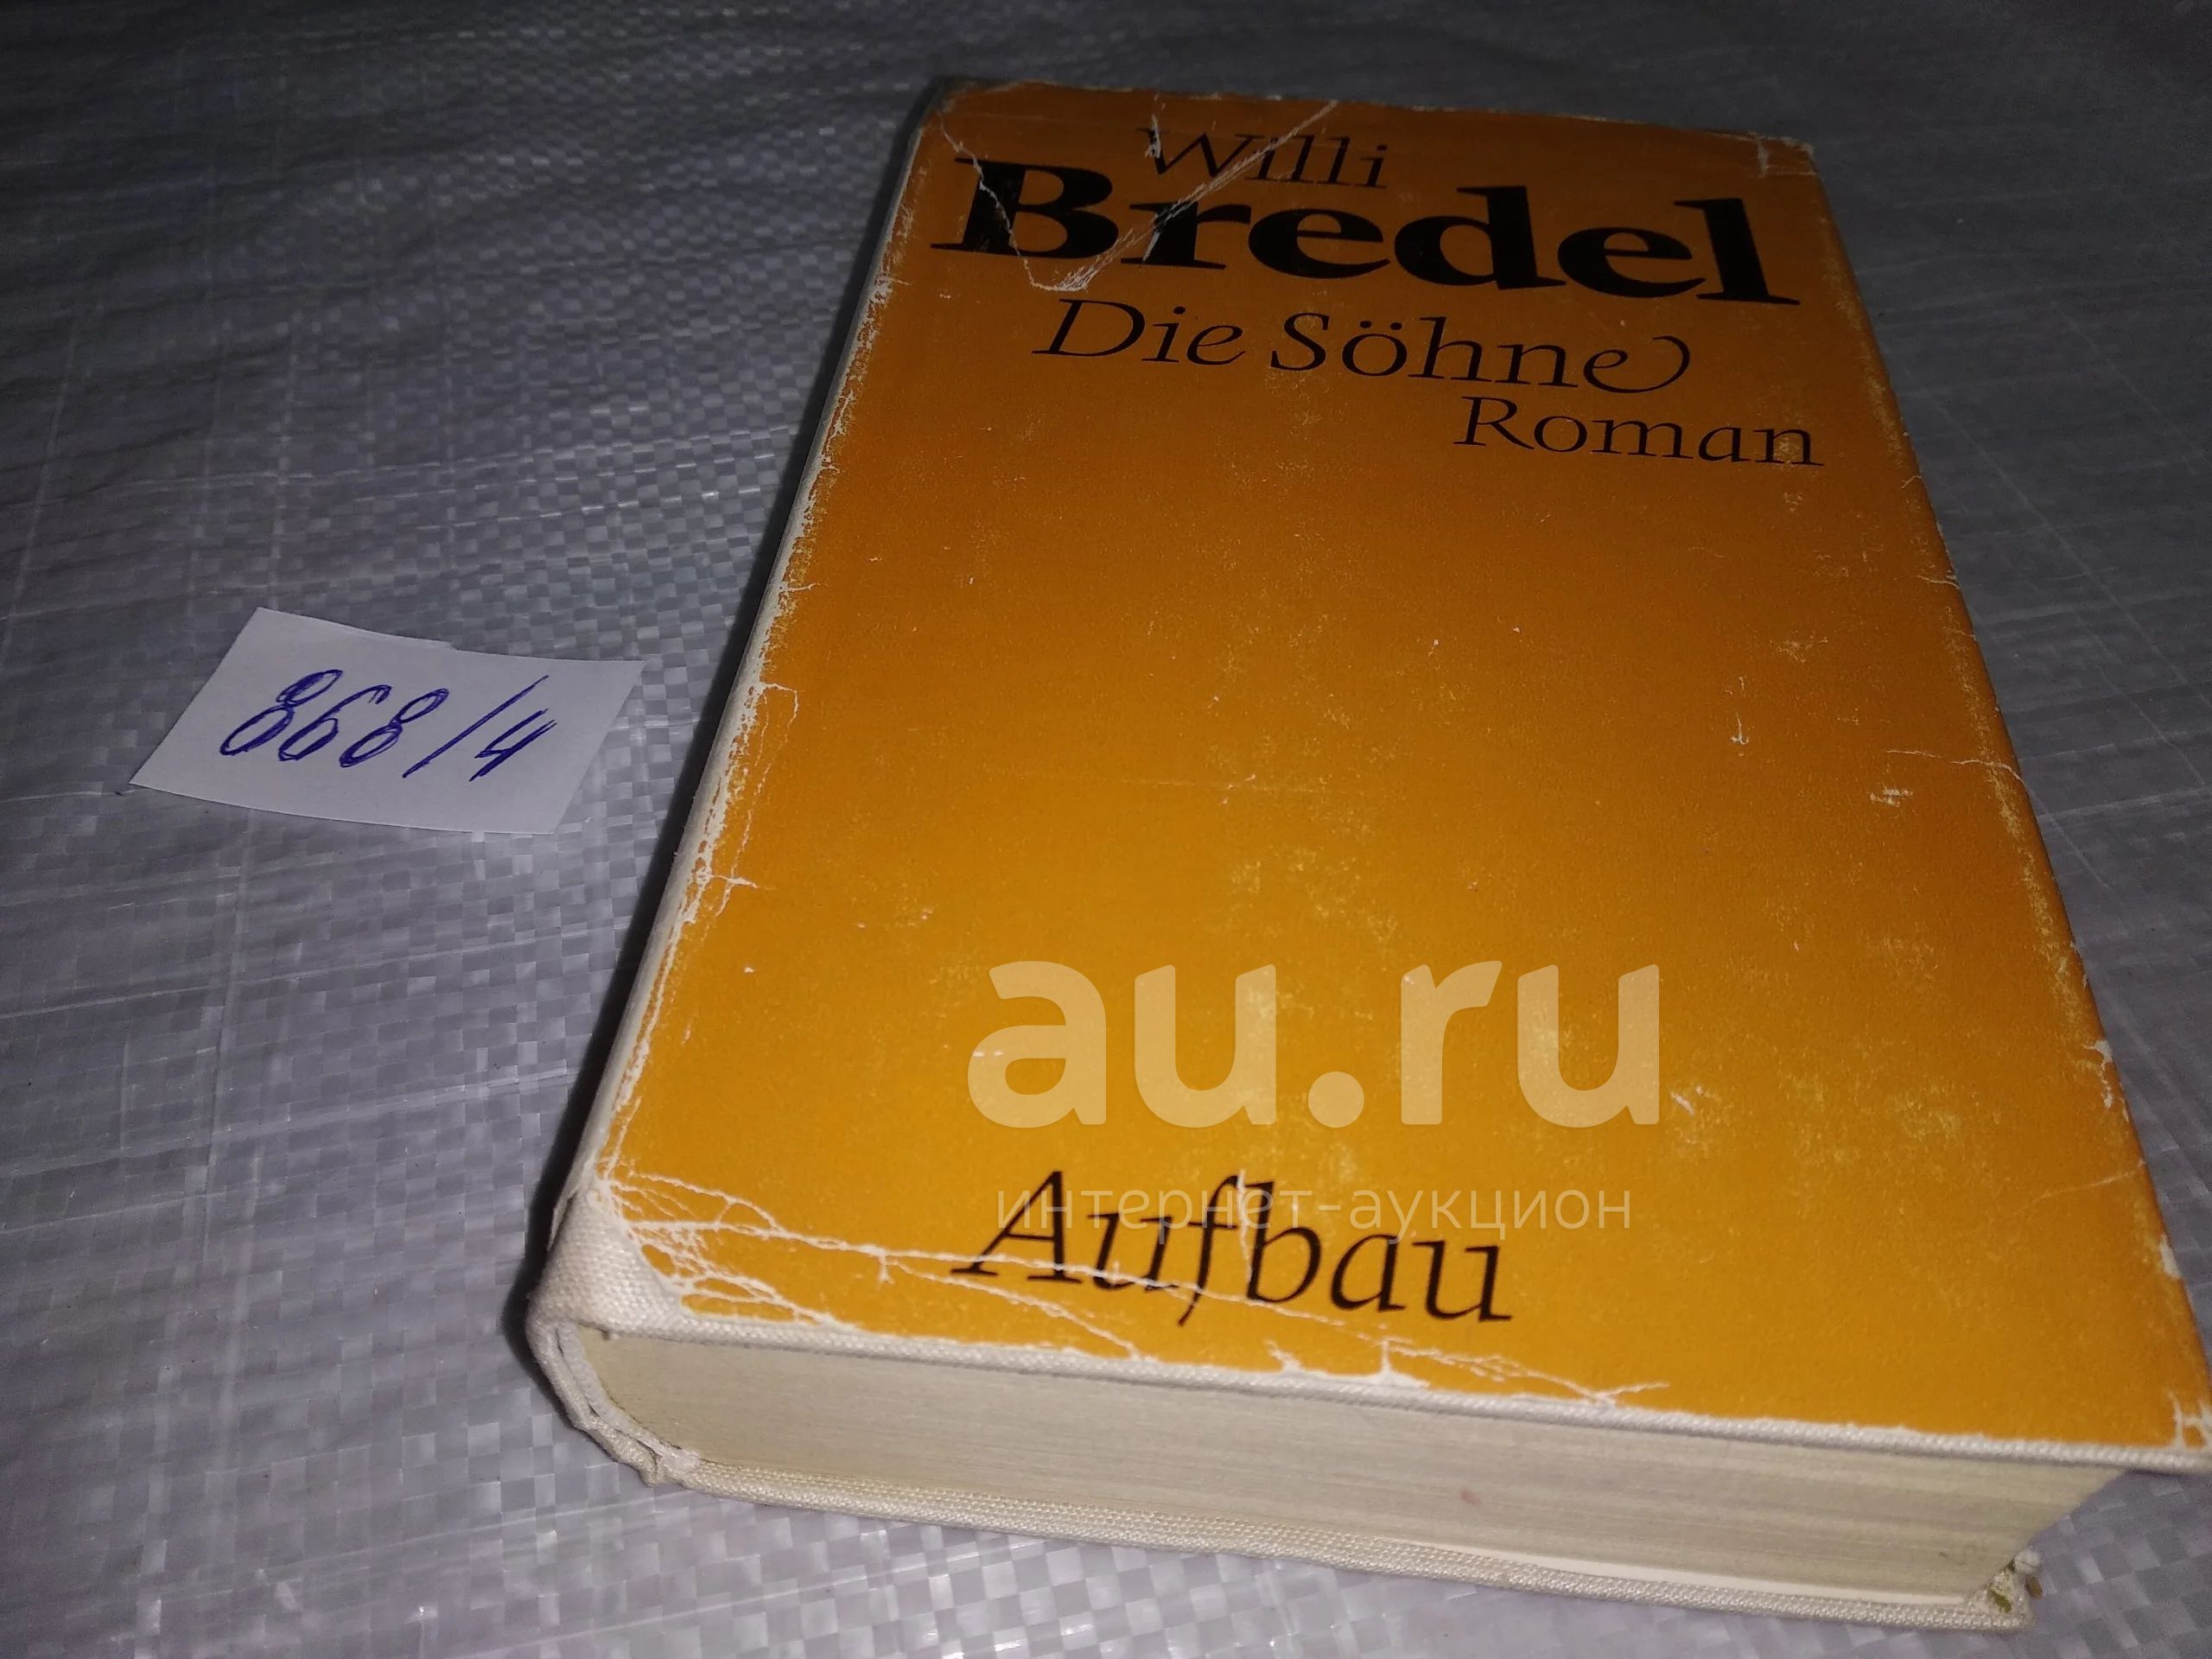 Willi
Bredel
Die Söhne
Roman
868/4
au.ru
интернет-аукцион
Aufbau